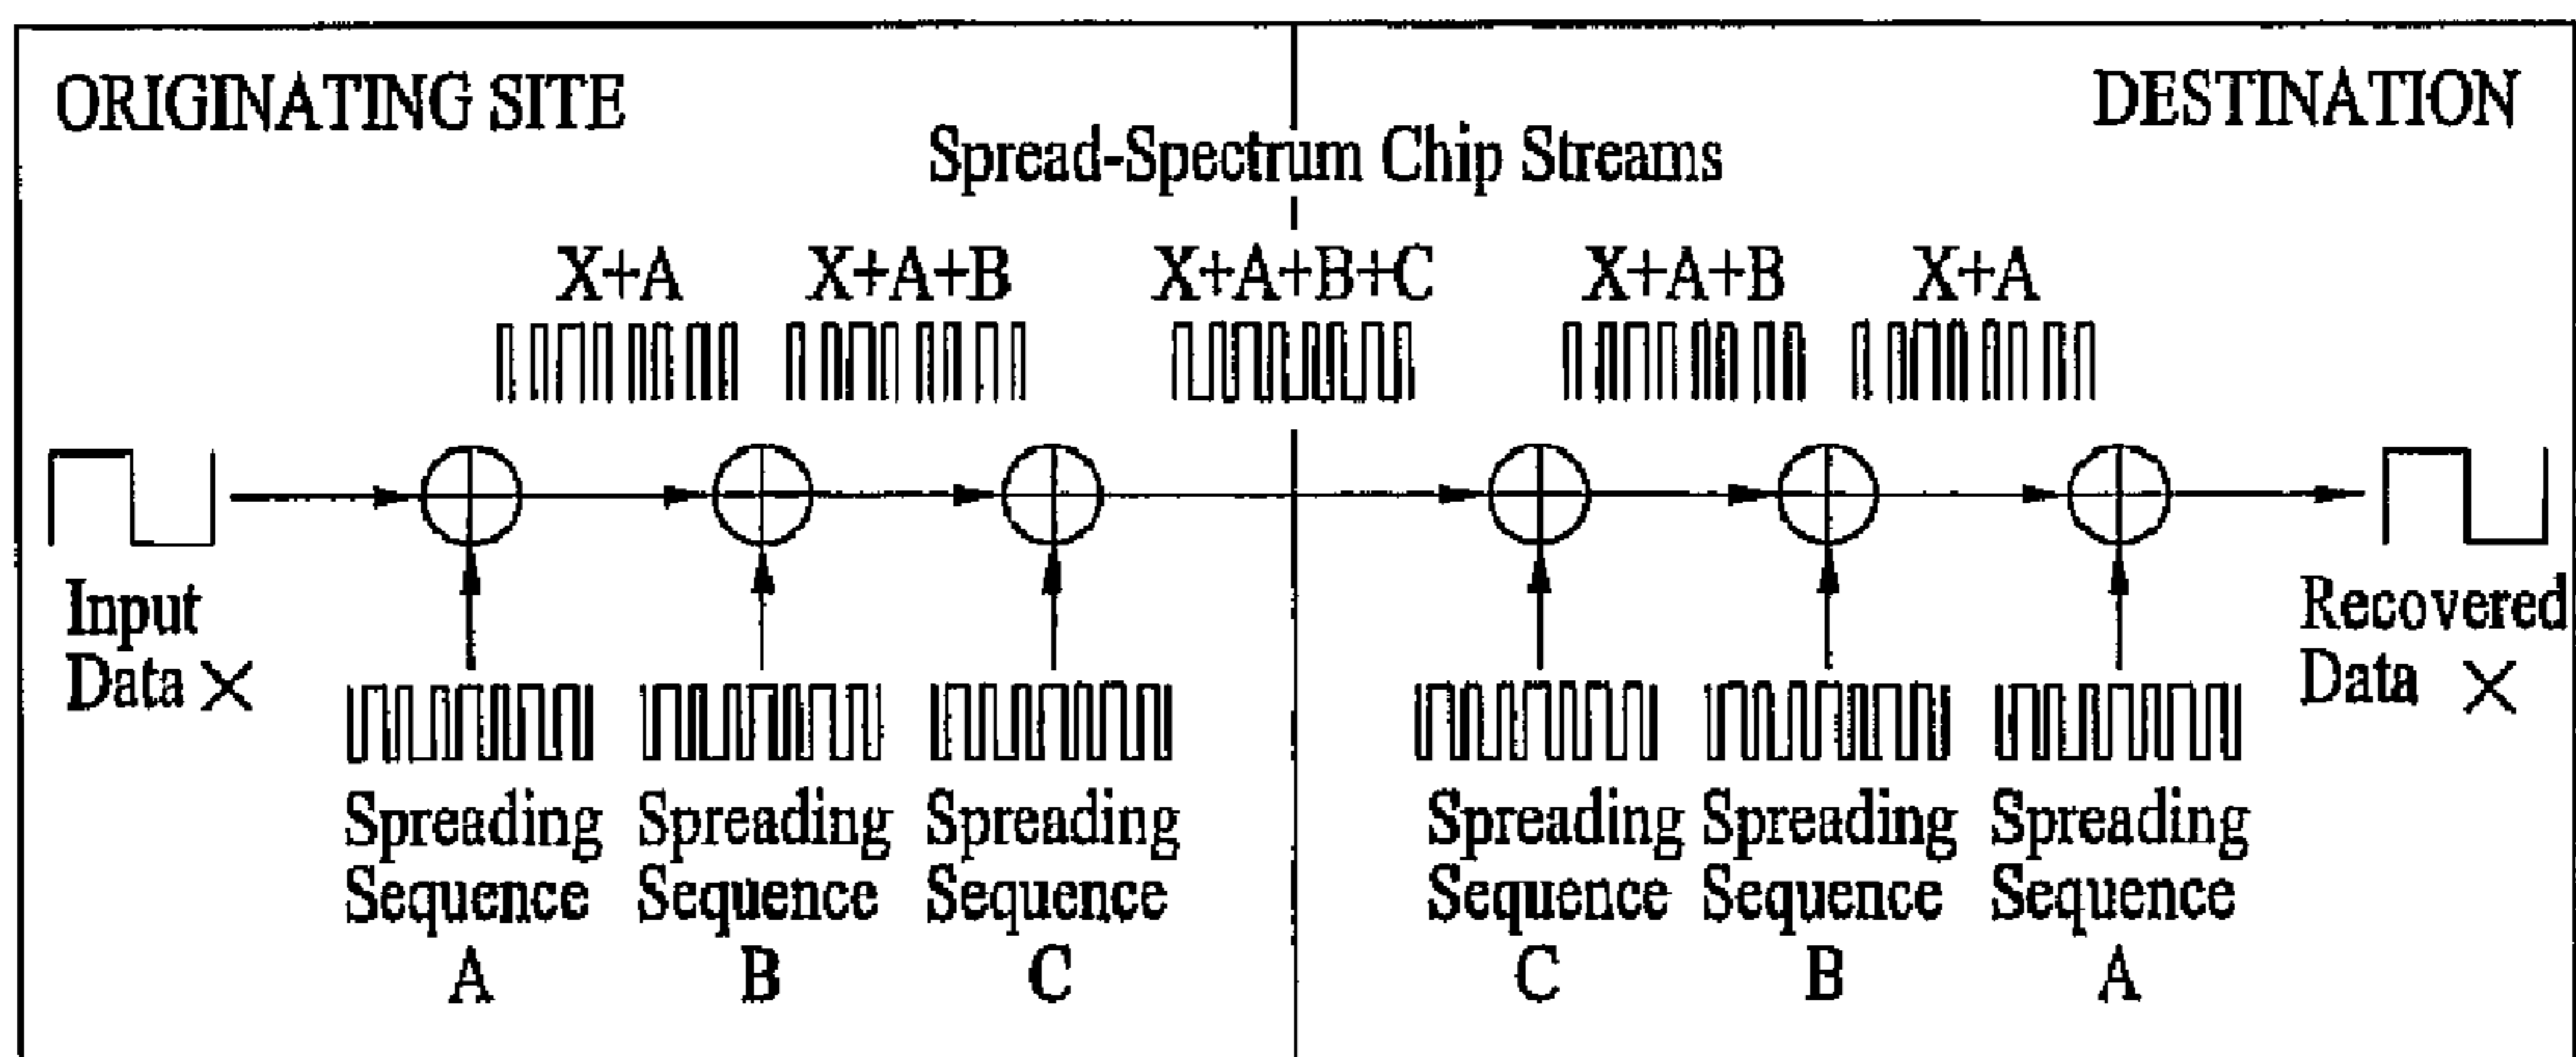 ORIGINATING SITE
DESTINATION
Spread-Spectrum Chip Streams
X+A
X+A+B
X+A+B+C
X+A+B
X+A
Input
Data X
Recovered
Data X
Spreading
Sequence
A
Spreading
Sequence
B
Spreading
Sequence
C
Spreading
Sequence
C
Spreading
Sequence
B
Spreading
Sequence
A